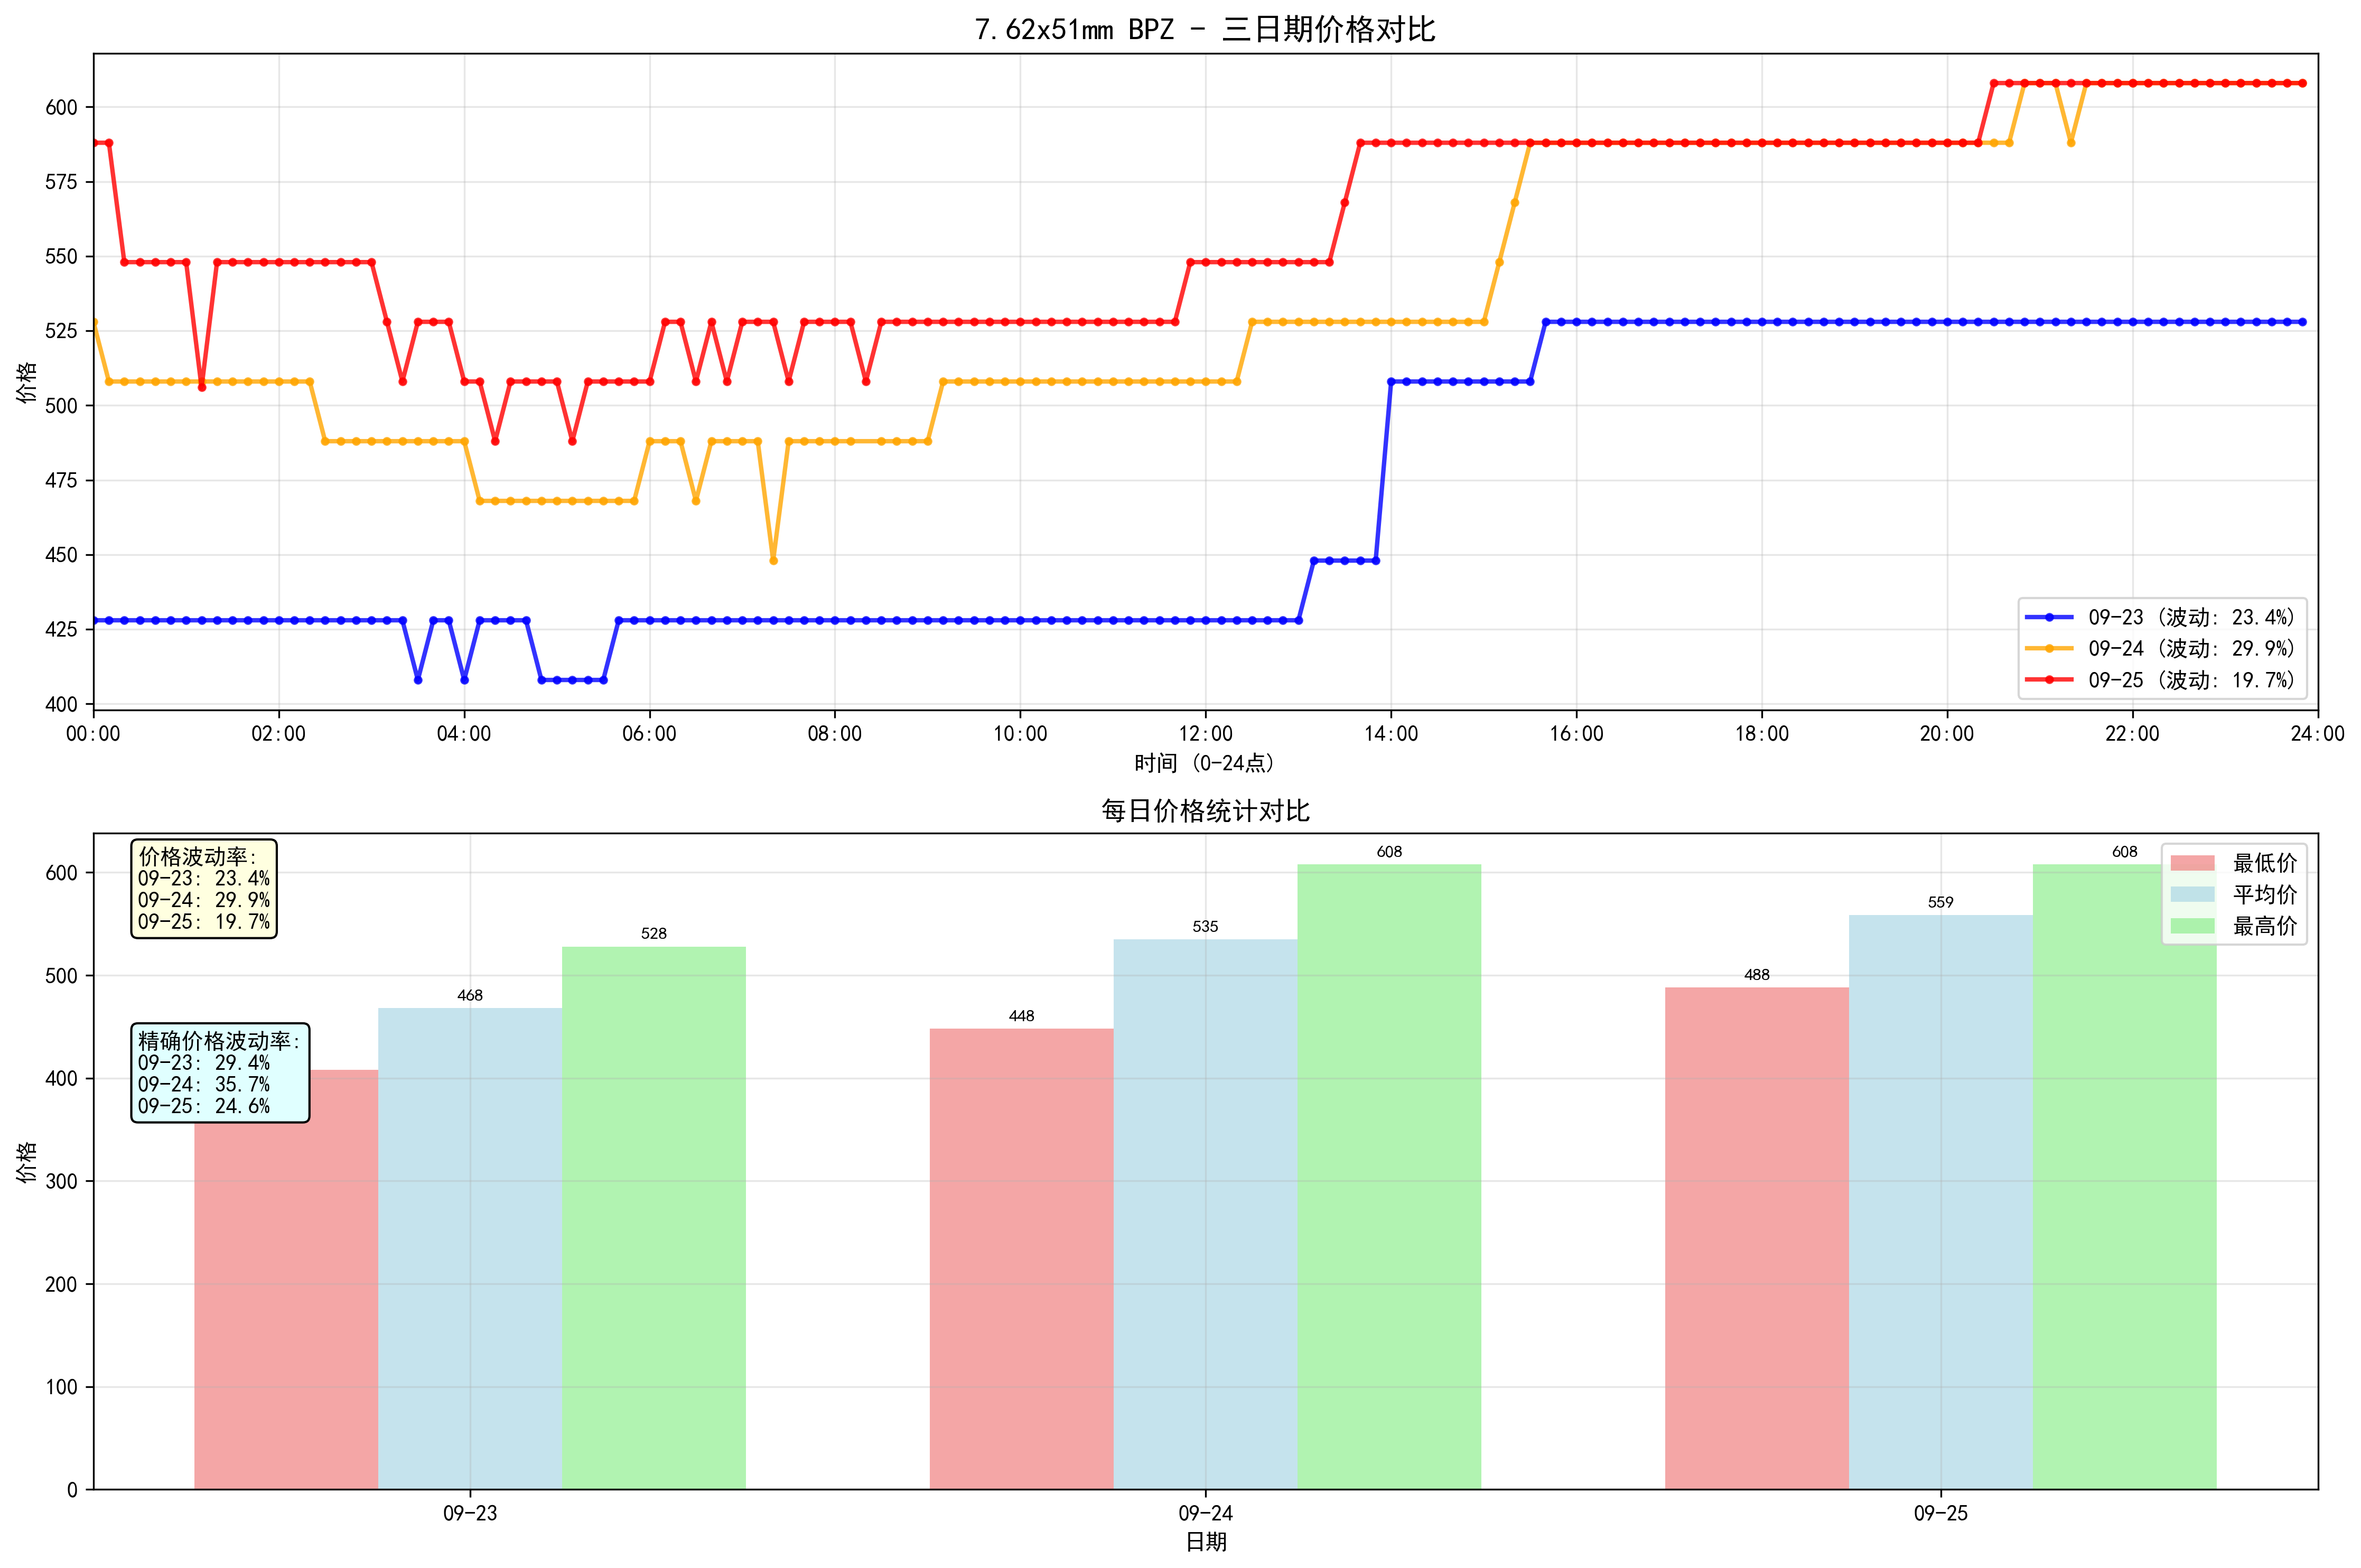 7.62x51mm BPZ - 三日期价格对比
600
575
550
525
500
475
450
425
400
价格
09-23 (波动: 23.4%)
09-24 (波动: 29.9%)
09-25 (波动: 19.7%)
00:00 02:00 04:00 06:00 08:00 10:00 12:00 14:00 16:00 18:00 20:00 22:00 24:00
时间 (0-24点)
每日价格统计对比
600
500
400
300
200
100
0
价格
价格波动率:
09-23: 23.4%
09-24: 29.9%
09-25: 19.7%
精确价格波动率:
09-23: 29.4%
09-24: 35.7%
09-25: 24.6%
468
528
448
535
608
488
559
608
最低价
平均价
最高价
09-23 09-24 09-25
日期